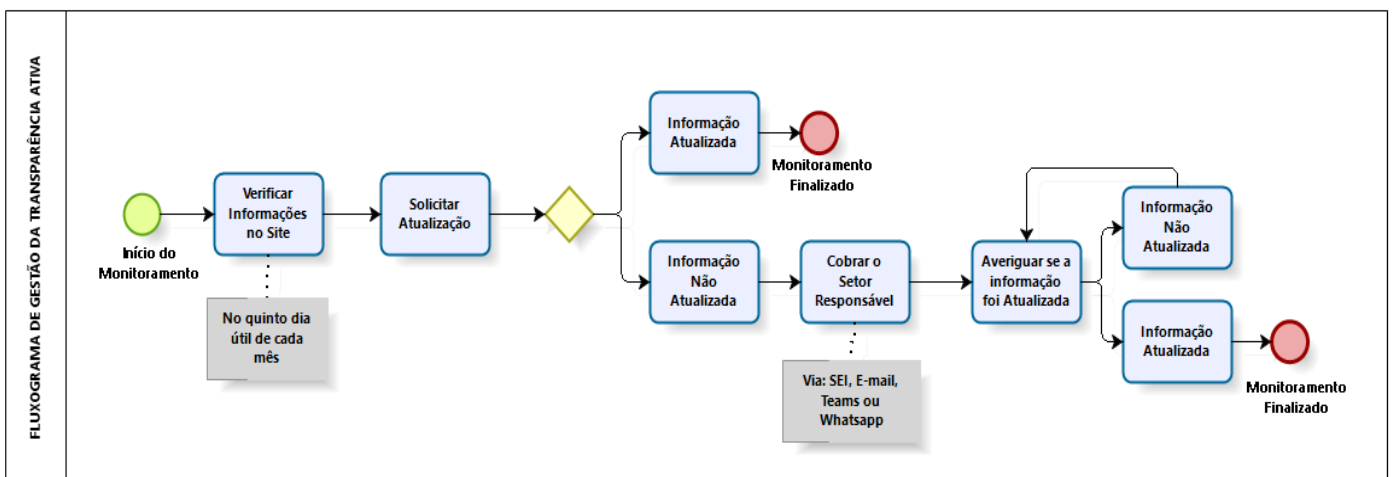 FLUXOGRAMA DE GESTÃO DA TRANSPARÊNCIA ATIVA
Início do
Monitoramento
Verificar
Informações
no Site
No quinto dia
útil de cada
mês
Solicitar
Atualização
Informação
Atualizada
Monitoramento
Finalizado
Informação
Não
Atualizada
Cobrar o
Setor
Responsável
Via: SEI, E-mail,
Teams ou
Whatsapp
Averiguar se a
informação
foi Atualizada
Informação
Não
Atualizada
Informação
Atualizada
Monitoramento
Finalizado